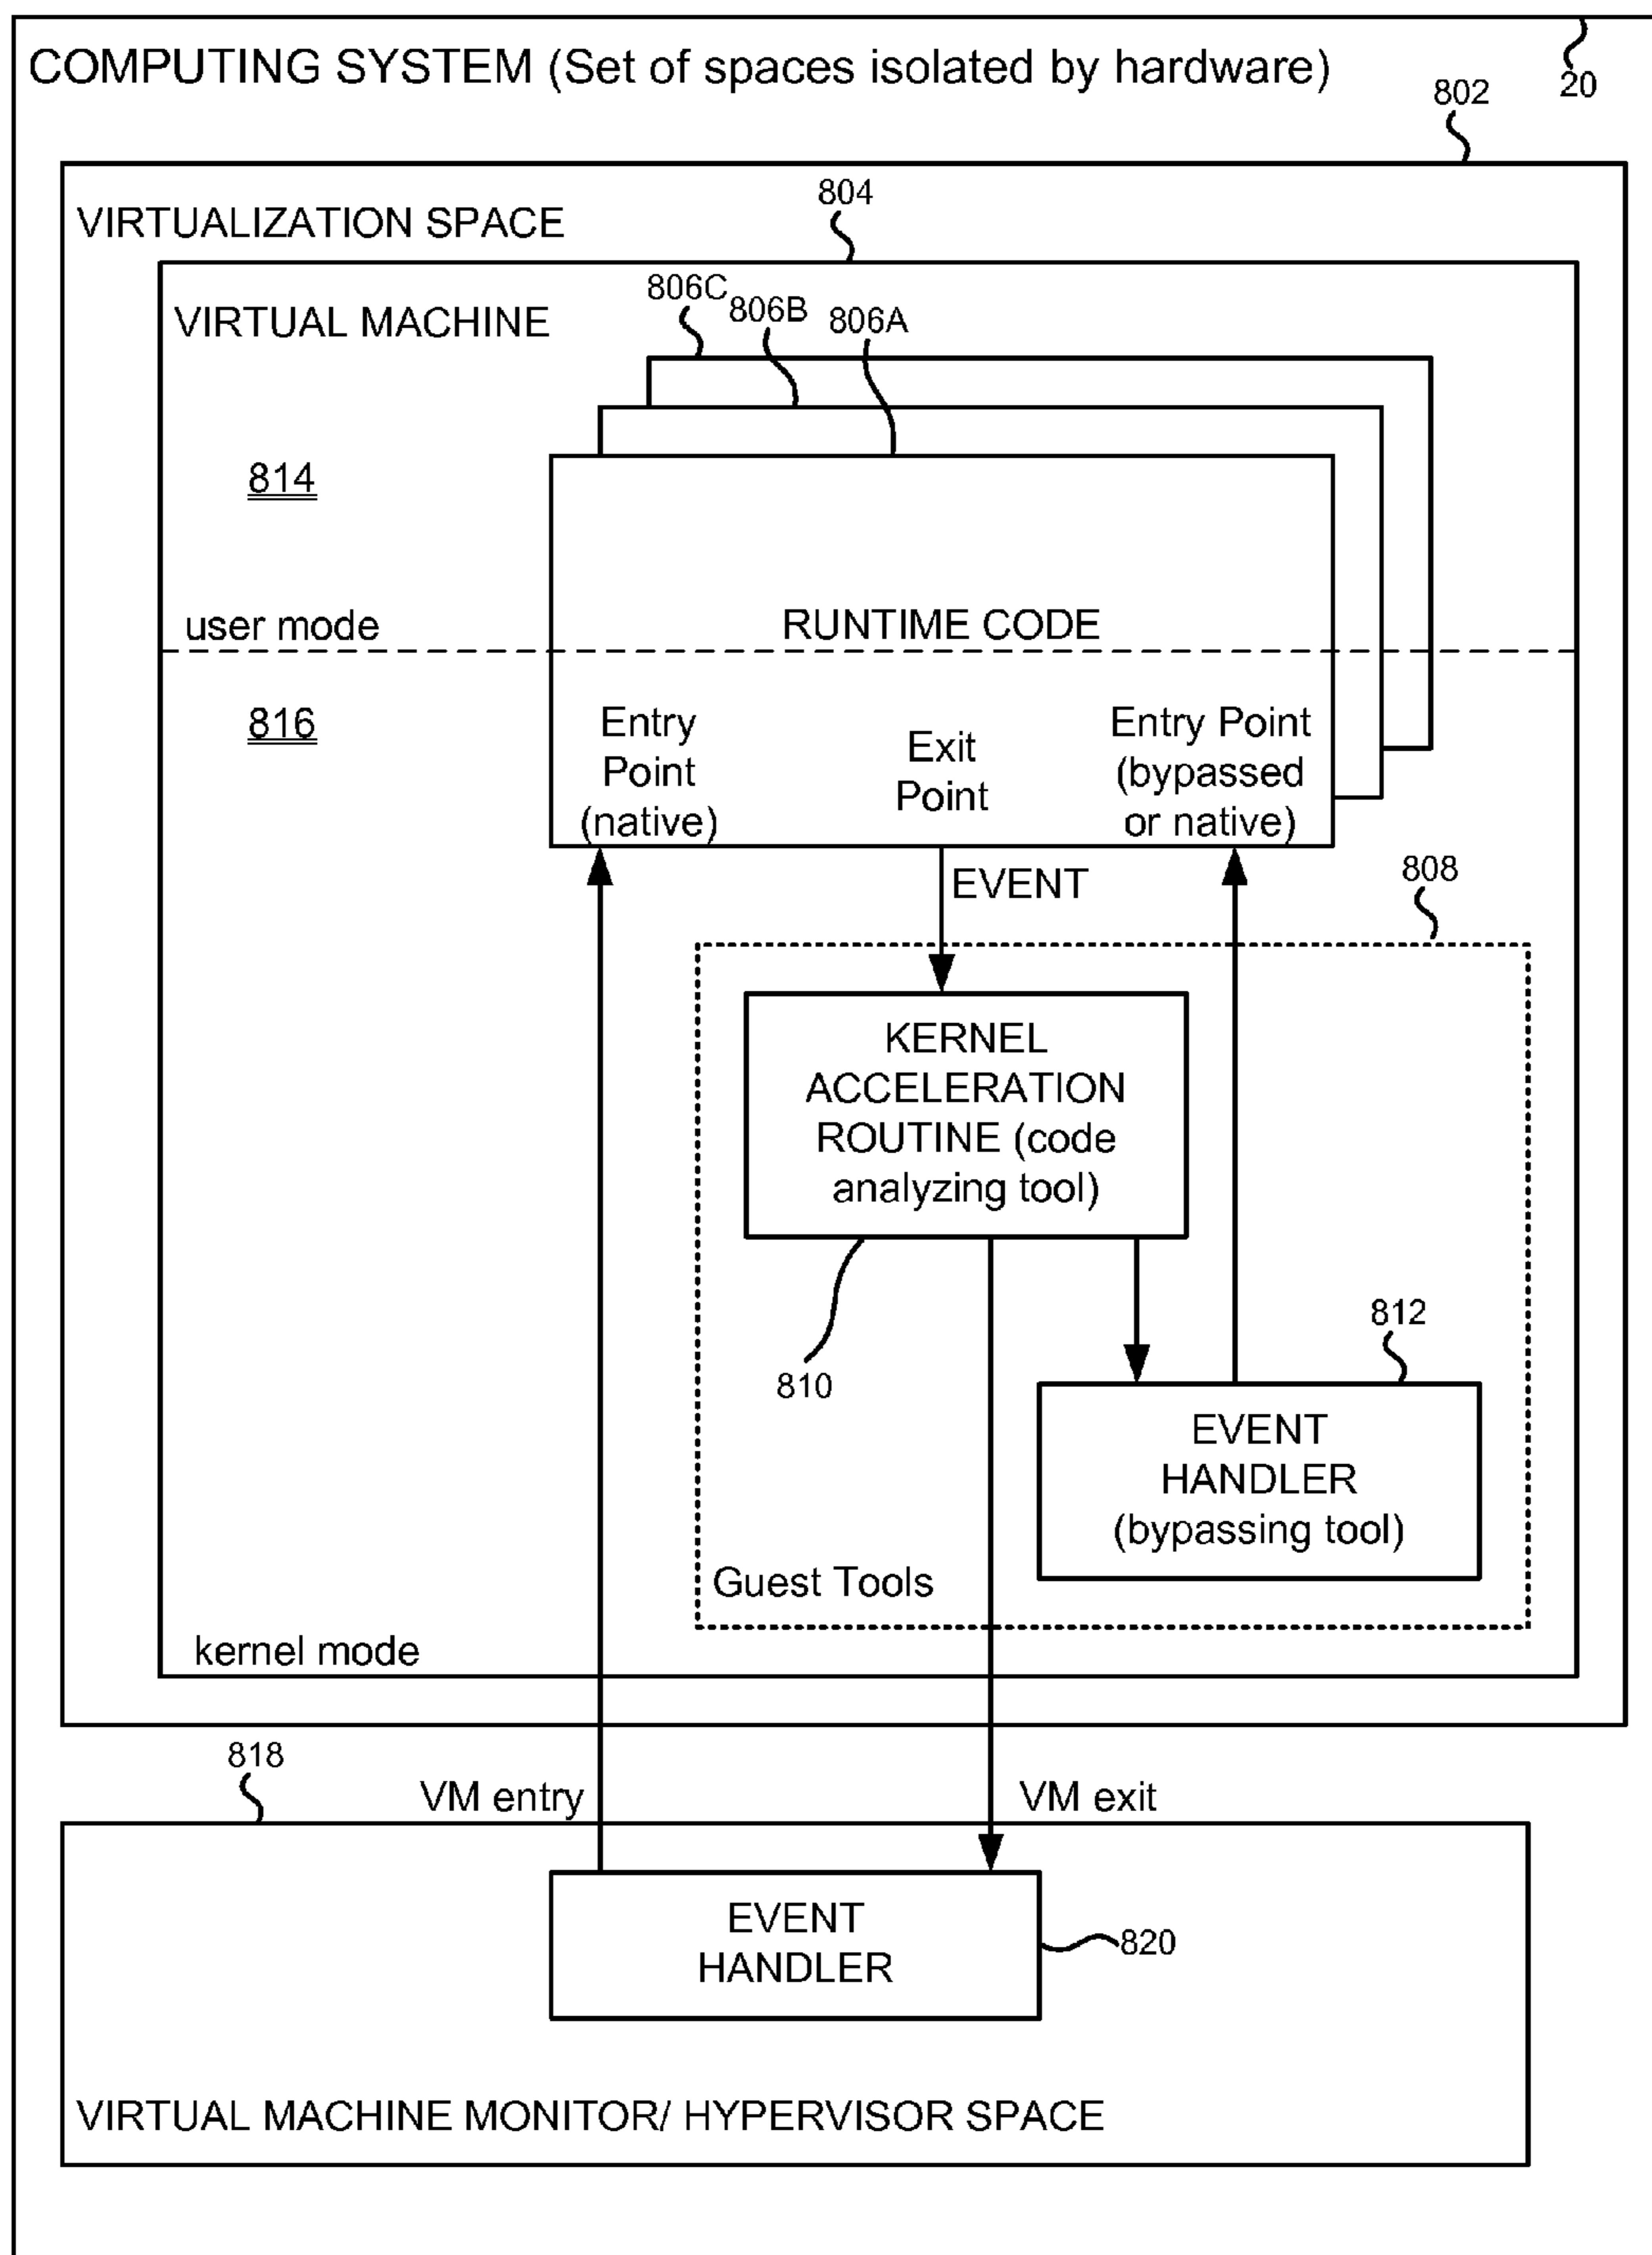 COMPUTING SYSTEM (Set of spaces isolated by hardware)
20
802
VIRTUALIZATION SPACE
804
VIRTUAL MACHINE
806C
806B
806A
814
user mode
RUNTIME CODE
816
Entry
Point
(native)
Exit
Point
Entry Point
(bypassed
or native)
EVENT
808
KERNEL
ACCELERATION
ROUTINE (code
analyzing tool)
810
812
EVENT
HANDLER
(bypassing tool)
Guest Tools
kernel mode
818
VM entry
VM exit
EVENT
HANDLER
820
VIRTUAL MACHINE MONITOR/ HYPERVISOR SPACE